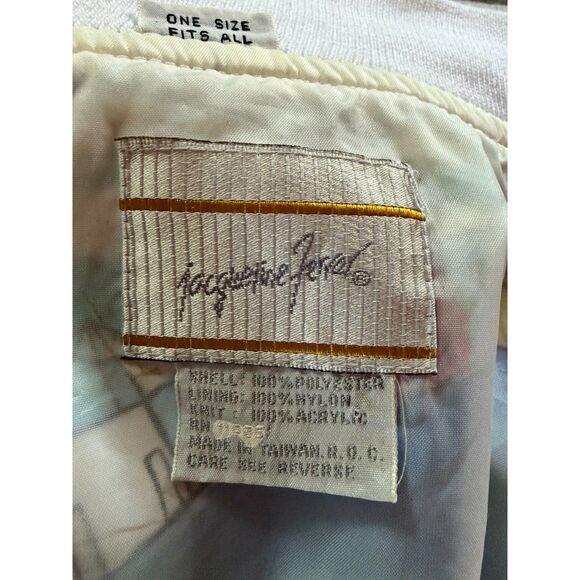 ONE SIZE
FITS ALL
jacqueline Ferrar®
SHELL: 100% POLYESTER
LINING: 100% NYLON
KNIT : 100% ACRYLIC
RN
MADE IN TAIWAN, R.O.C.
CARE SEE REVERSE